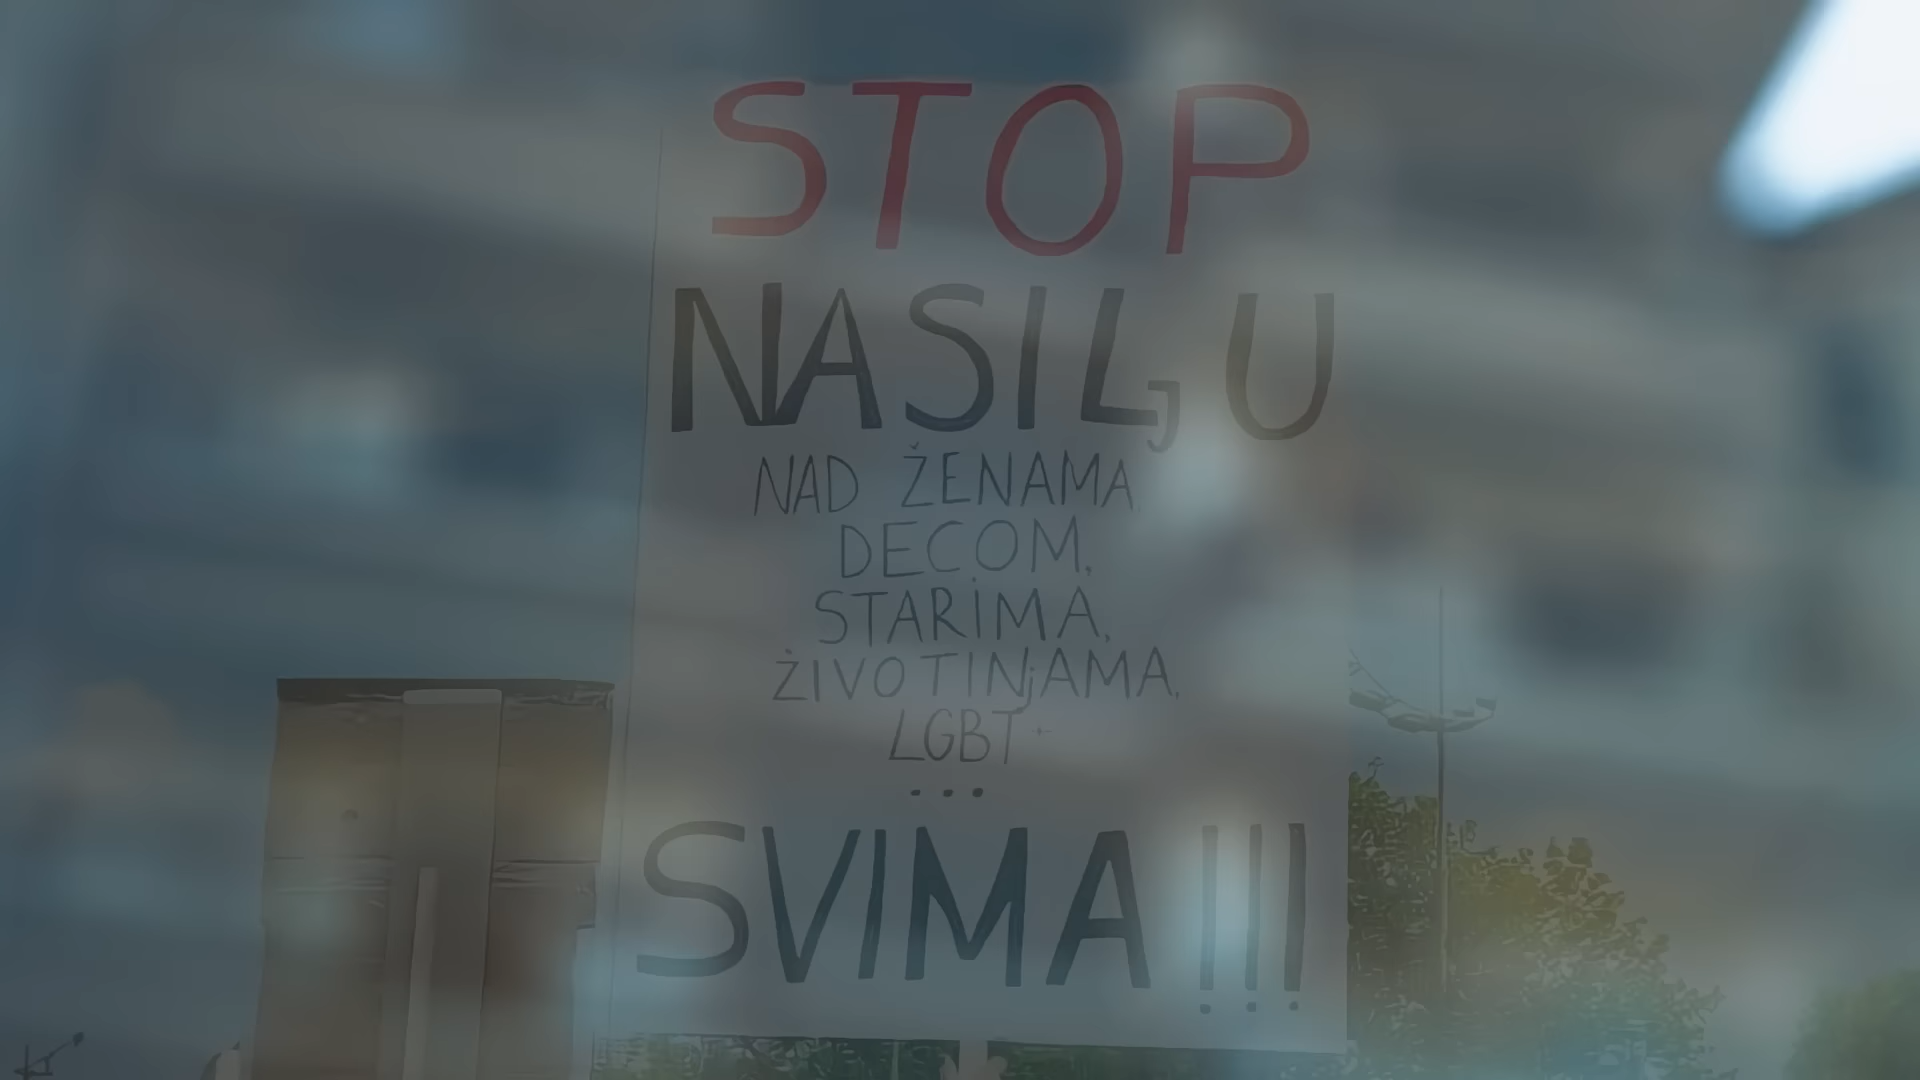 STOP
NASILjU
NAD ŽENAMA,
DECOM,
STARIMA,
ŽIVOTINjAMA,
LGBT+
...
SVIMA!!!